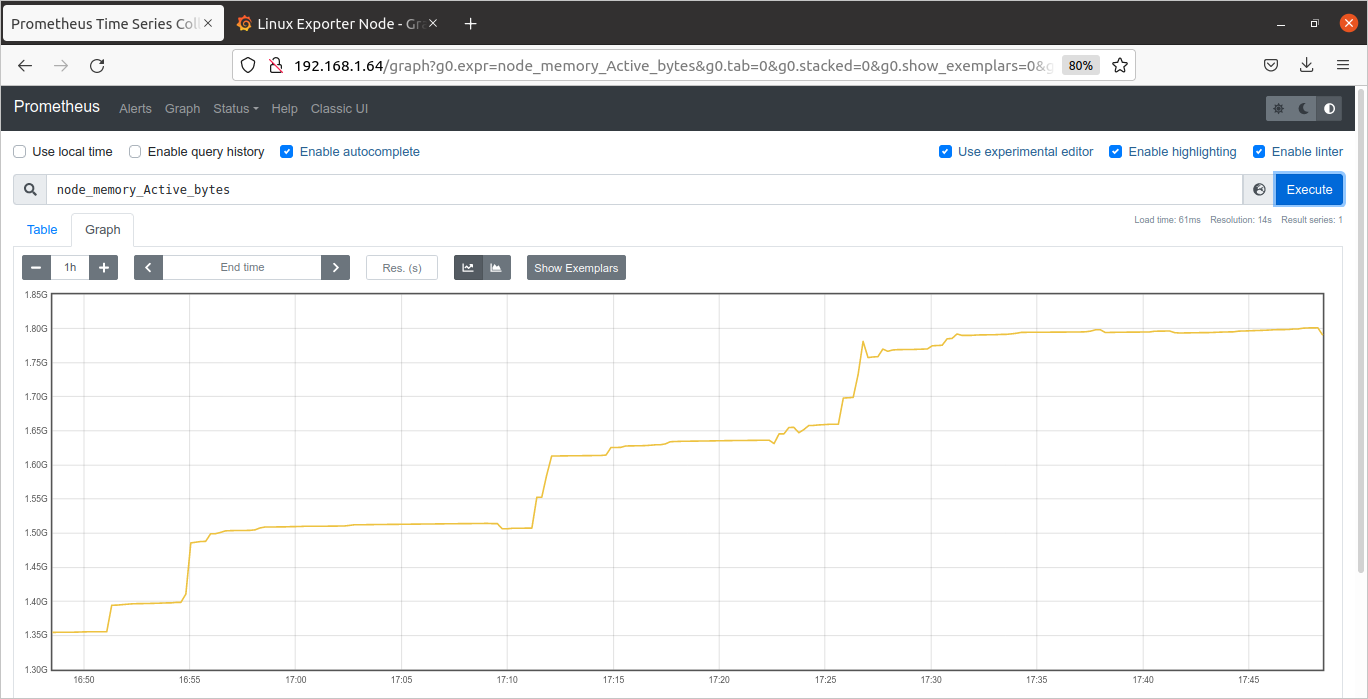 Prometheus Time Series Coll
Linux Exporter Node - Gra
192.168.1.64/graph?g0.expr=node_memory_Active_bytes&g0.tab=0&g0.stacked=0&g0.show_exemplars=0&g 80%
Prometheus Alerts Graph Status Help Classic UI
Use local time Enable query history Enable autocomplete Use experimental editor Enable highlighting Enable linter
node_memory_Active_bytes Execute
Load time: 61ms Resolution: 14s Result series: 1
Table Graph
1h End time Res. (s) Show Exemplars
1.85G
1.80G
1.75G
1.70G
1.65G
1.60G
1.55G
1.50G
1.45G
1.40G
1.35G
1.30G
16:50 16:55 17:00 17:05 17:10 17:15 17:20 17:25 17:30 17:35 17:40 17:45